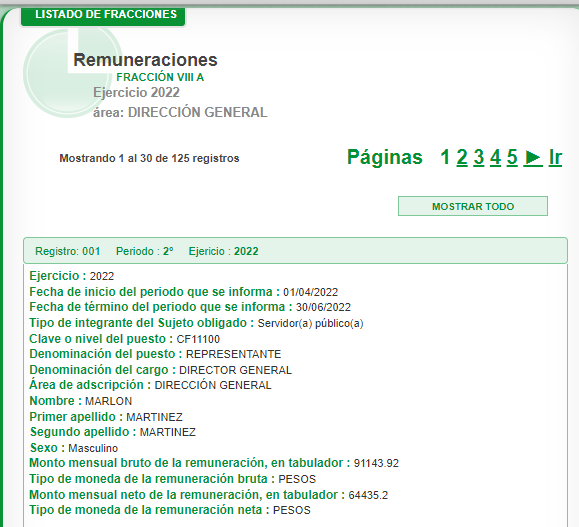 LISTADO DE FRACCIONES
Remuneraciones
FRACCIÓN VIII A
Ejercicio 2022
área: DIRECCIÓN GENERAL
Mostrando 1 al 30 de 125 registros
Páginas 1 2 3 4 5 ► Ir
MOSTRAR TODO
Registro: 001 Periodo : 2º Ejericio : 2022
Ejercicio : 2022
Fecha de inicio del periodo que se informa : 01/04/2022
Fecha de término del periodo que se informa : 30/06/2022
Tipo de integrante del Sujeto obligado : Servidor(a) público(a)
Clave o nivel del puesto : CF11100
Denominación del puesto : REPRESENTANTE
Denominación del cargo : DIRECTOR GENERAL
Área de adscripción : DIRECCIÓN GENERAL
Nombre : MARLON
Primer apellido : MARTINEZ
Segundo apellido : MARTINEZ
Sexo : Masculino
Monto mensual bruto de la remuneración, en tabulador : 91143.92
Tipo de moneda de la remuneración bruta : PESOS
Monto mensual neto de la remuneración, en tabulador : 64435.2
Tipo de moneda de la remuneración neta : PESOS